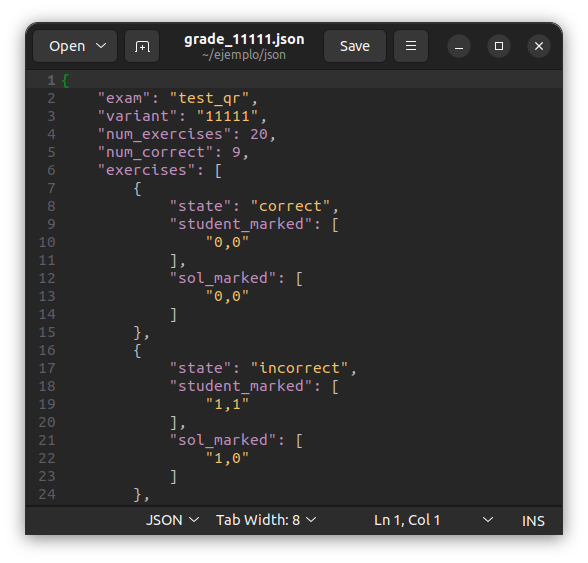 Open
grade_11111.json
~/ejemplo/json
Save
1 {
2     "exam": "test_qr",
3     "variant": "11111",
4     "num_exercises": 20,
5     "num_correct": 9,
6     "exercises": [
7         {
8             "state": "correct",
9             "student_marked": [
10                 "0,0"
11             ],
12             "sol_marked": [
13                 "0,0"
14             ]
15         },
16         {
17             "state": "incorrect",
18             "student_marked": [
19                 "1,1"
20             ],
21             "sol_marked": [
22                 "1,0"
23             ]
24         },
JSON Tab Width: 8 Ln 1, Col 1 INS